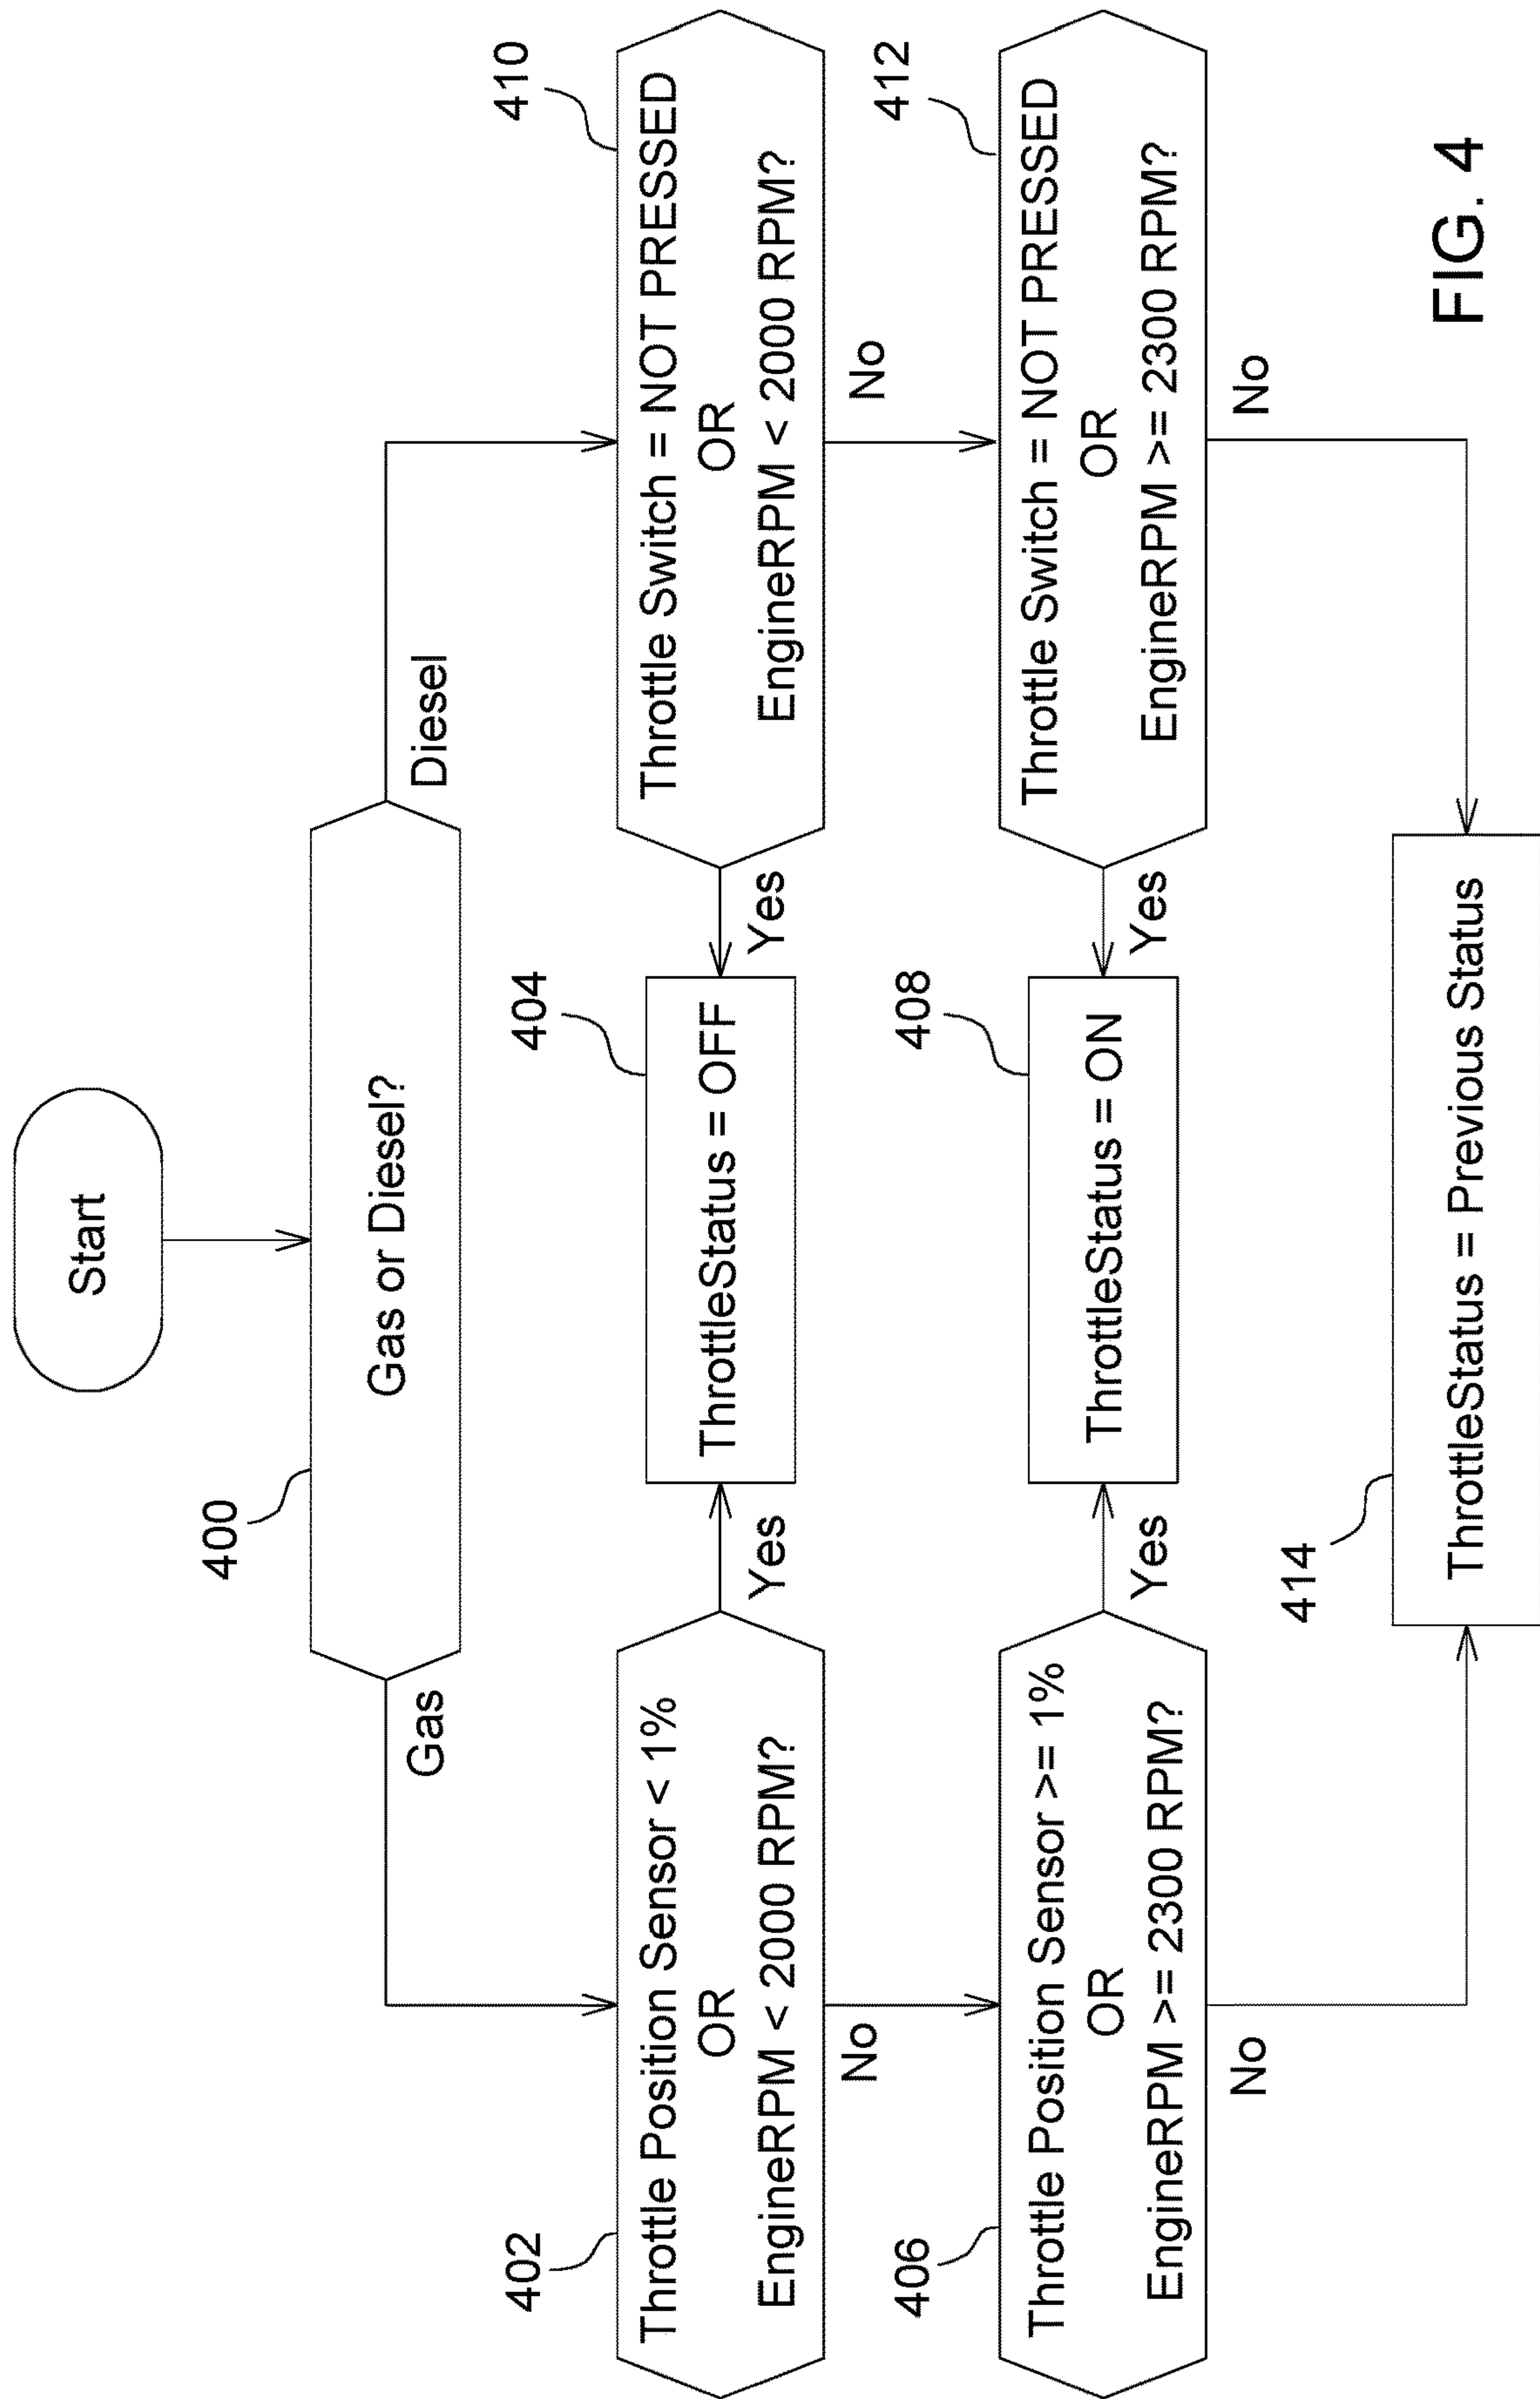 Start
400
Gas or Diesel?
Gas
Diesel
402
Throttle Position Sensor < 1%
OR
EngineRPM < 2000 RPM?
Yes
No
404
ThrottleStatus = OFF
410
Throttle Switch = NOT PRESSED
OR
EngineRPM < 2000 RPM?
Yes
No
406
Throttle Position Sensor >= 1%
OR
EngineRPM >= 2300 RPM?
Yes
No
408
ThrottleStatus = ON
412
Throttle Switch = NOT PRESSED
OR
EngineRPM >= 2300 RPM?
Yes
No
414
ThrottleStatus = Previous Status
FIG. 4